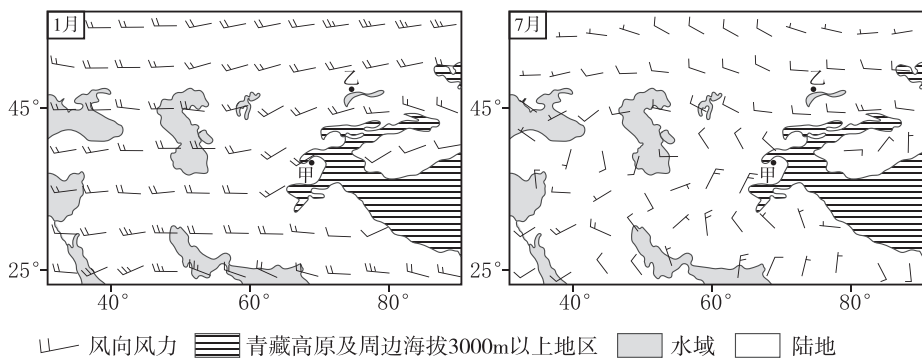 1月
7月
乙
乙
45°
45°
甲
甲
25°
25°
40°
60°
80°
40°
60°
80°
风向风力
青藏高原及周边海拔3000m以上地区
水域
陆地